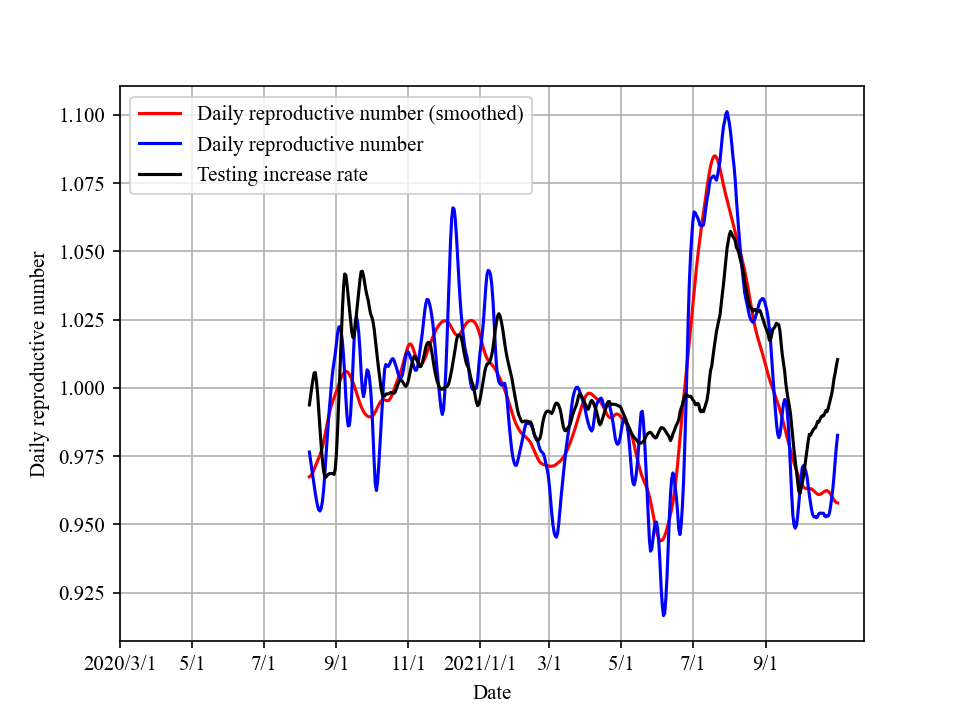 Daily reproductive number (smoothed)
Daily reproductive number
Testing increase rate
Daily reproductive number
1.100
1.075
1.050
1.025
1.000
0.975
0.950
0.925
2020/3/1 5/1 7/1 9/1 11/1 2021/1/1 3/1 5/1 7/1 9/1
Date